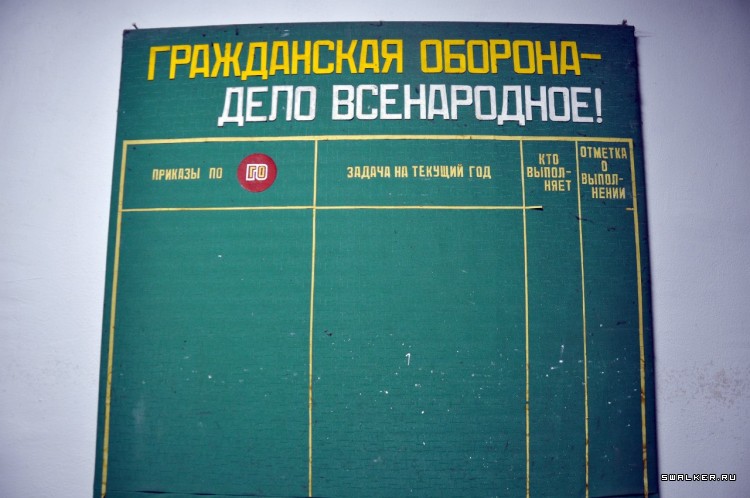 ГРАЖДАНСКАЯ ОБОРОНА–
ДЕЛО ВСЕНАРОДНОЕ!
ПРИКАЗЫ ПО ГО
ЗАДАЧА НА ТЕКУЩИЙ ГОД
КТО
ВЫПОЛ-
НЯЕТ
ОТМЕТКА
О
ВЫПОЛ-
НЕНИИ
SWALKER.RU